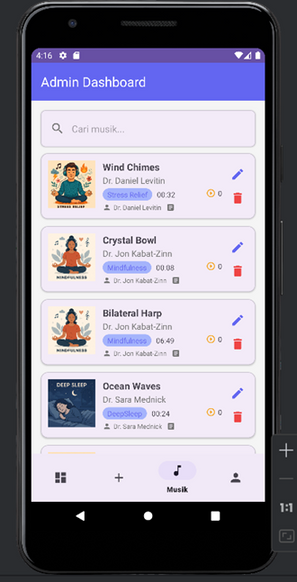 4:16
Admin Dashboard
Cari musik...
Wind Chimes
Dr. Daniel Levitin
Stress Relief 00:32
0
Dr. Daniel Levitin
STRESS RELIEF
Crystal Bowl
Dr. Jon Kabat-Zinn
Mindfulness 00:08
0
Dr. Jon Kabat-Zinn
MINDFULNESS
Bilateral Harp
Dr. Jon Kabat-Zinn
Mindfulness 06:49
0
Dr. Jon Kabat-Zinn
MINDFULNESS
DEEP SLEEP
Ocean Waves
Dr. Sara Mednick
DeepSleep 00:24
0
Dr. Sara Mednick
Musik
1:1